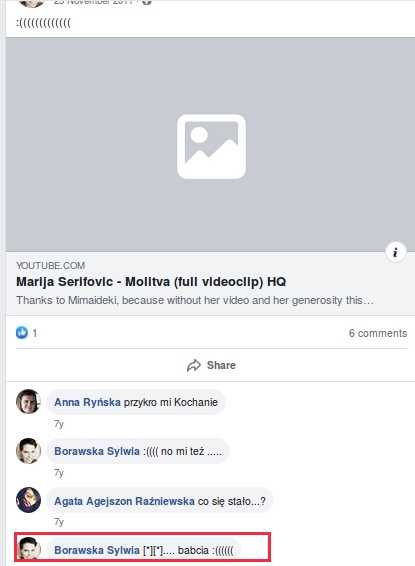 25 November 2011
:(((((((((((((
YOUTUBE.COM
Marija Serifovic - Molitva (full videoclip) HQ
Thanks to Mimaideki, because without her video and her generosity this…
1
6 comments
Share
Anna Ryńska przykro mi Kochanie
7y
Borawska Sylwia :(((( no mi też .....
7y
Agata Agejszon Raźniewska co się stało...?
7y
Borawska Sylwia [*][*].... babcia :((((((